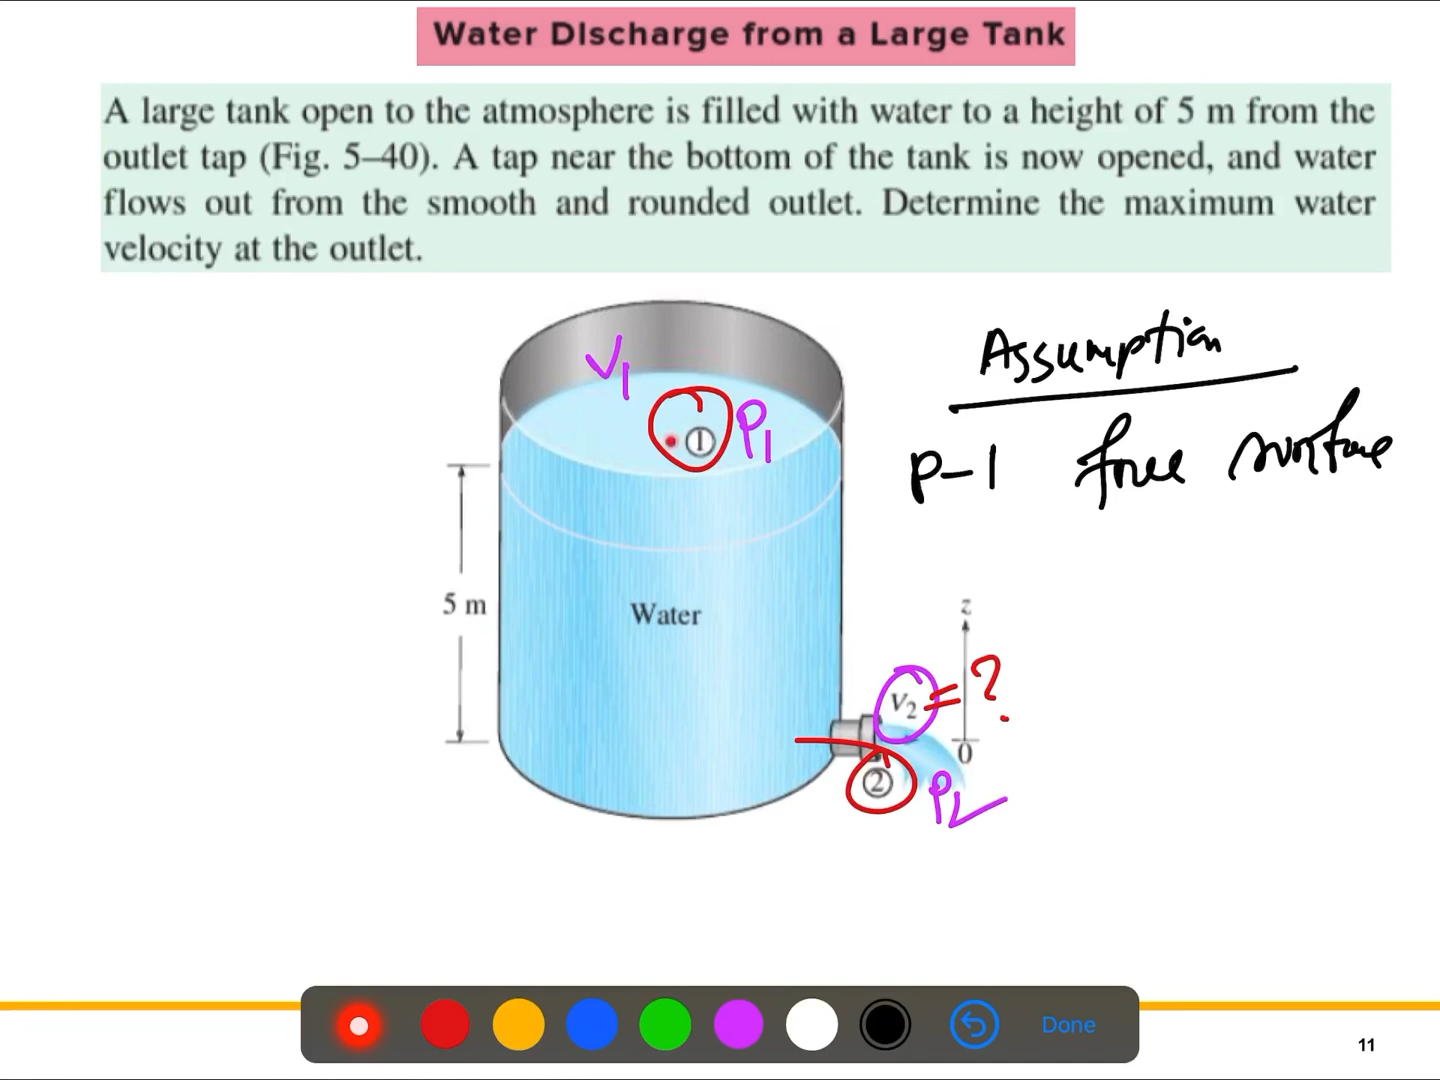 Water DIscharge from a Large Tank
A large tank open to the atmosphere is filled with water to a height of 5 m from the
outlet tap (Fig. 5–40). A tap near the bottom of the tank is now opened, and water
flows out from the smooth and rounded outlet. Determine the maximum water
velocity at the outlet.
Assumption
V1
① P1
P-1 free surface
5 m
Water
z
V2 = ?
0
② P2
Done
11